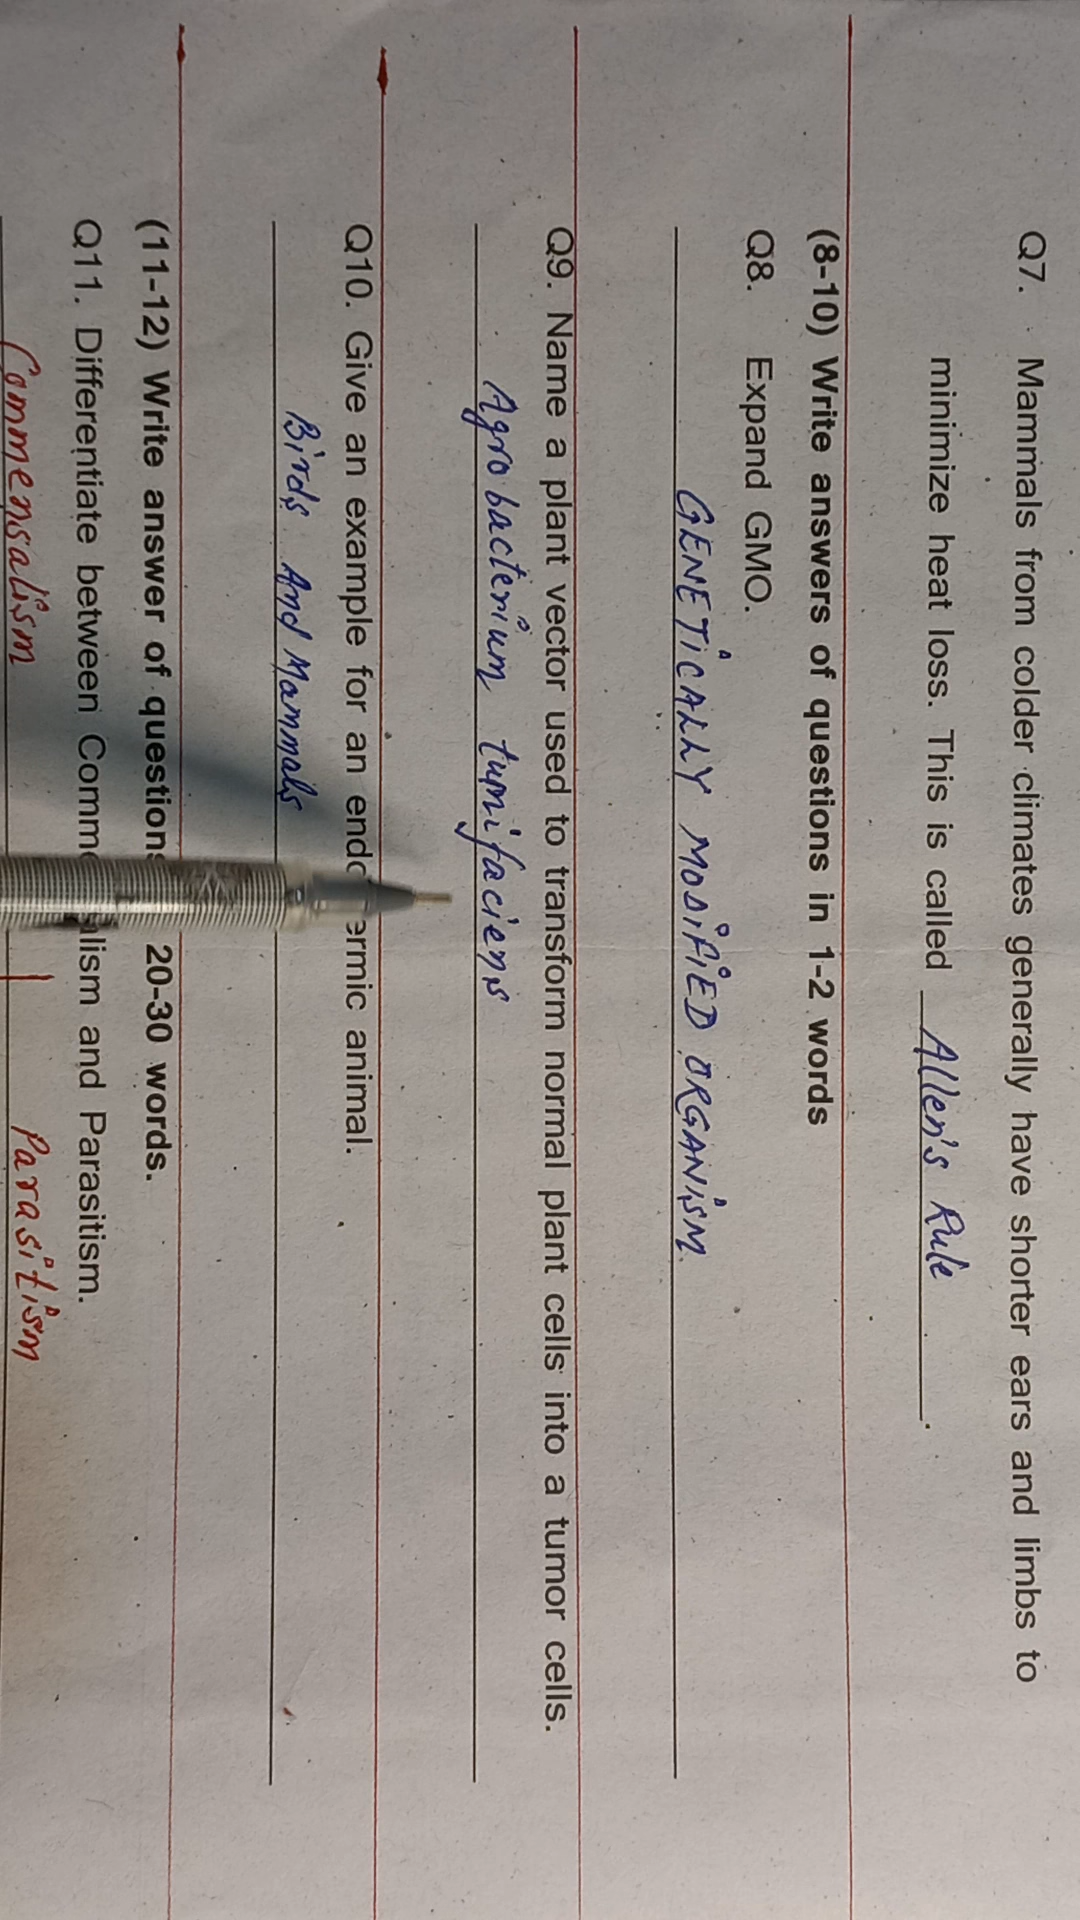 Q7. Mammals from colder climates generally have shorter ears and limbs to
minimize heat loss. This is called Allen's Rule.
(8-10) Write answers of questions in 1-2 words
Q8. Expand GMO.
GENETiCALLY MODiFiED ORGANiSM.
Q9. Name a plant vector used to transform normal plant cells into a tumor cells.
Agrobacterium tumifaciens
Q10. Give an example for an endo ermic animal.
Birds And Mammals
(11-12) Write answer of questions 20-30 words.
Q11. Differentiate between Comme alism and Parasitism.
Commensalism Parasitism